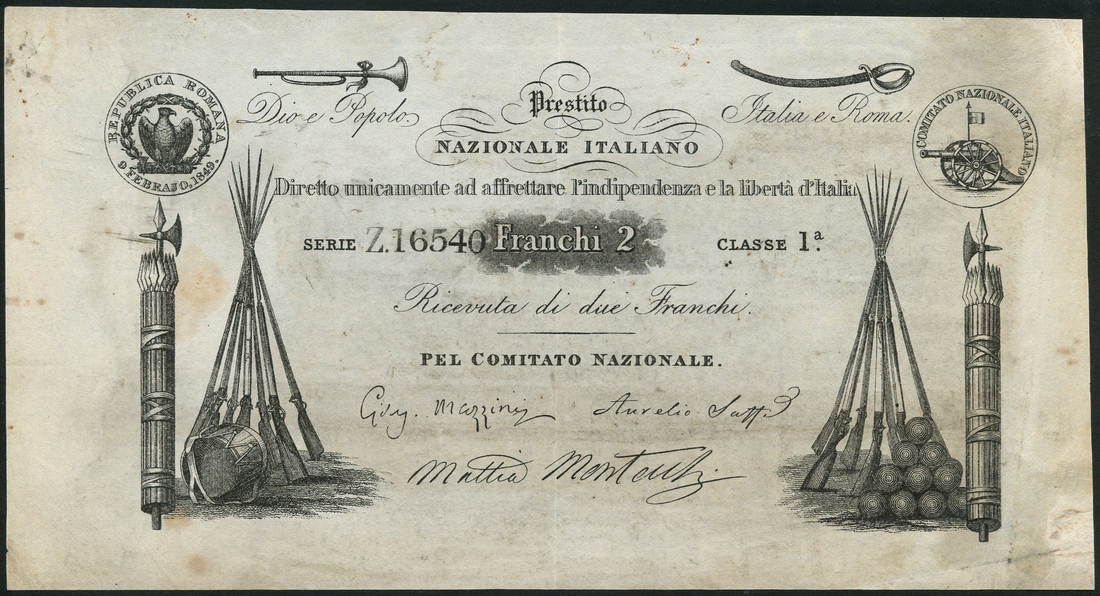 REPUBLICA ROMANA
9 FEBRAJO, 1849.
Dio e Popolo.
Prestito
Italia e Roma.
COMITATO NAZIONALE ITALIANO
NAZIONALE ITALIANO
Diretto unicamente ad affrettare l'indipendenza e la libertà d'Italia
SERIE Z.16540 Franchi 2 CLASSE 1ª.
Ricevuta di due Franchi.
PEL COMITATO NAZIONALE.
Gius. Mazzini Aurelio Saffi
Mattia Montecchi